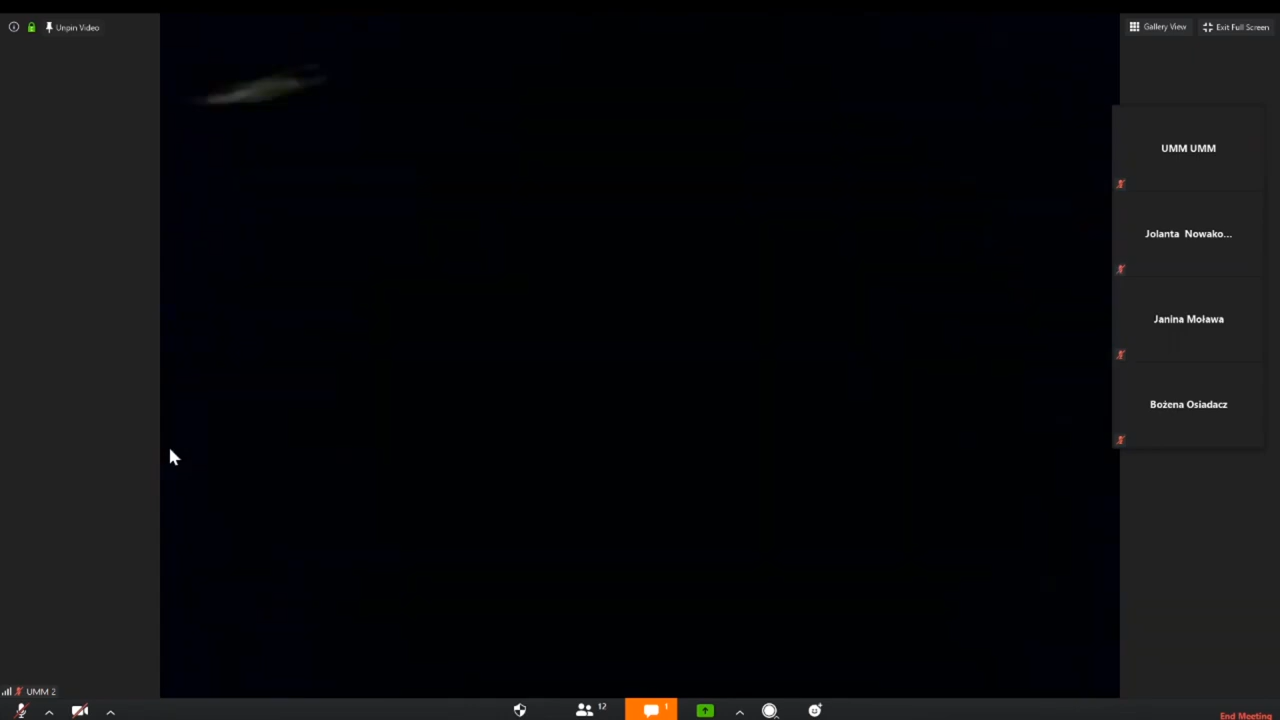 Unpin Video
Gallery View
Exit Full Screen
UMM UMM
Jolanta Nowako...
Janina Moława
Bożena Osiadacz
UMM 2
12
1
End Meeting